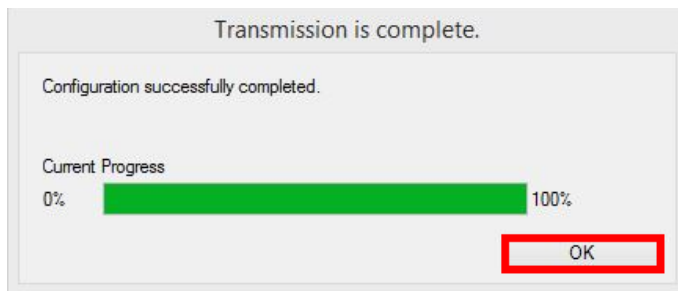 Transmission is complete.
Configuration successfully completed.
Current Progress
0% 100%
OK